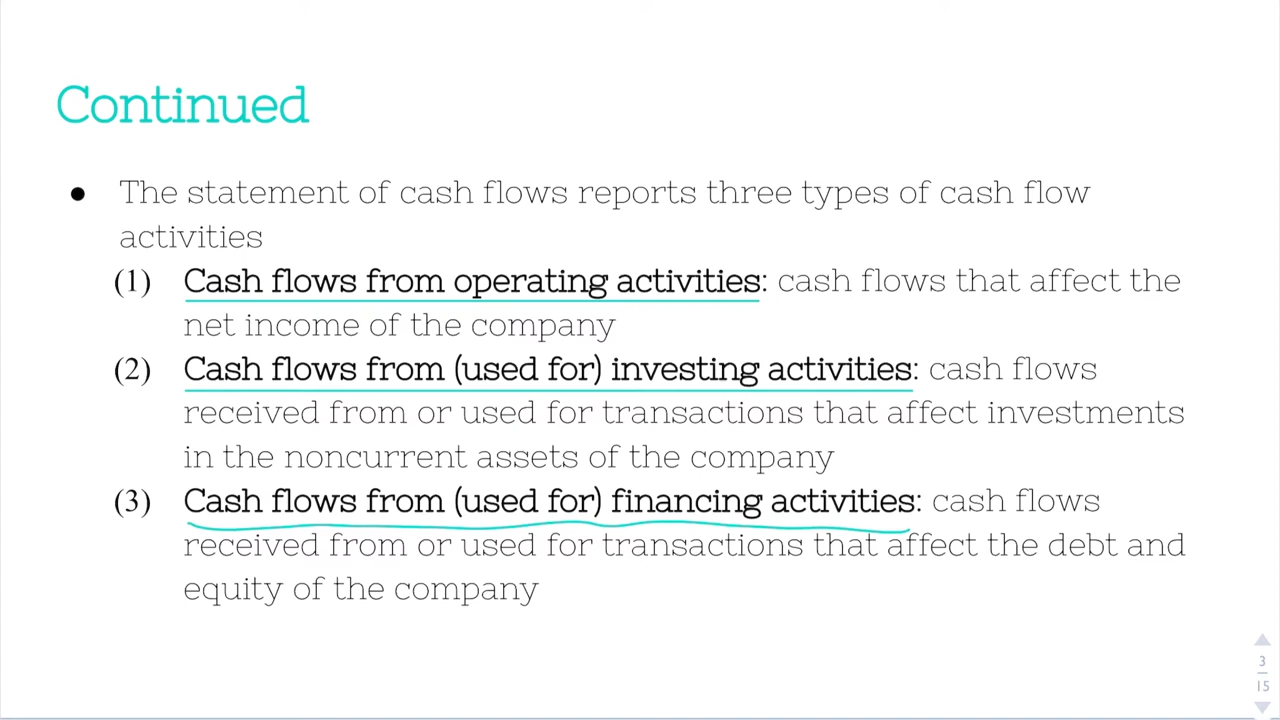 Continued
● The statement of cash flows reports three types of cash flow
activities
(1) Cash flows from operating activities: cash flows that affect the
net income of the company
(2) Cash flows from (used for) investing activities: cash flows
received from or used for transactions that affect investments
in the noncurrent assets of the company
(3) Cash flows from (used for) financing activities: cash flows
received from or used for transactions that affect the debt and
equity of the company
3
15